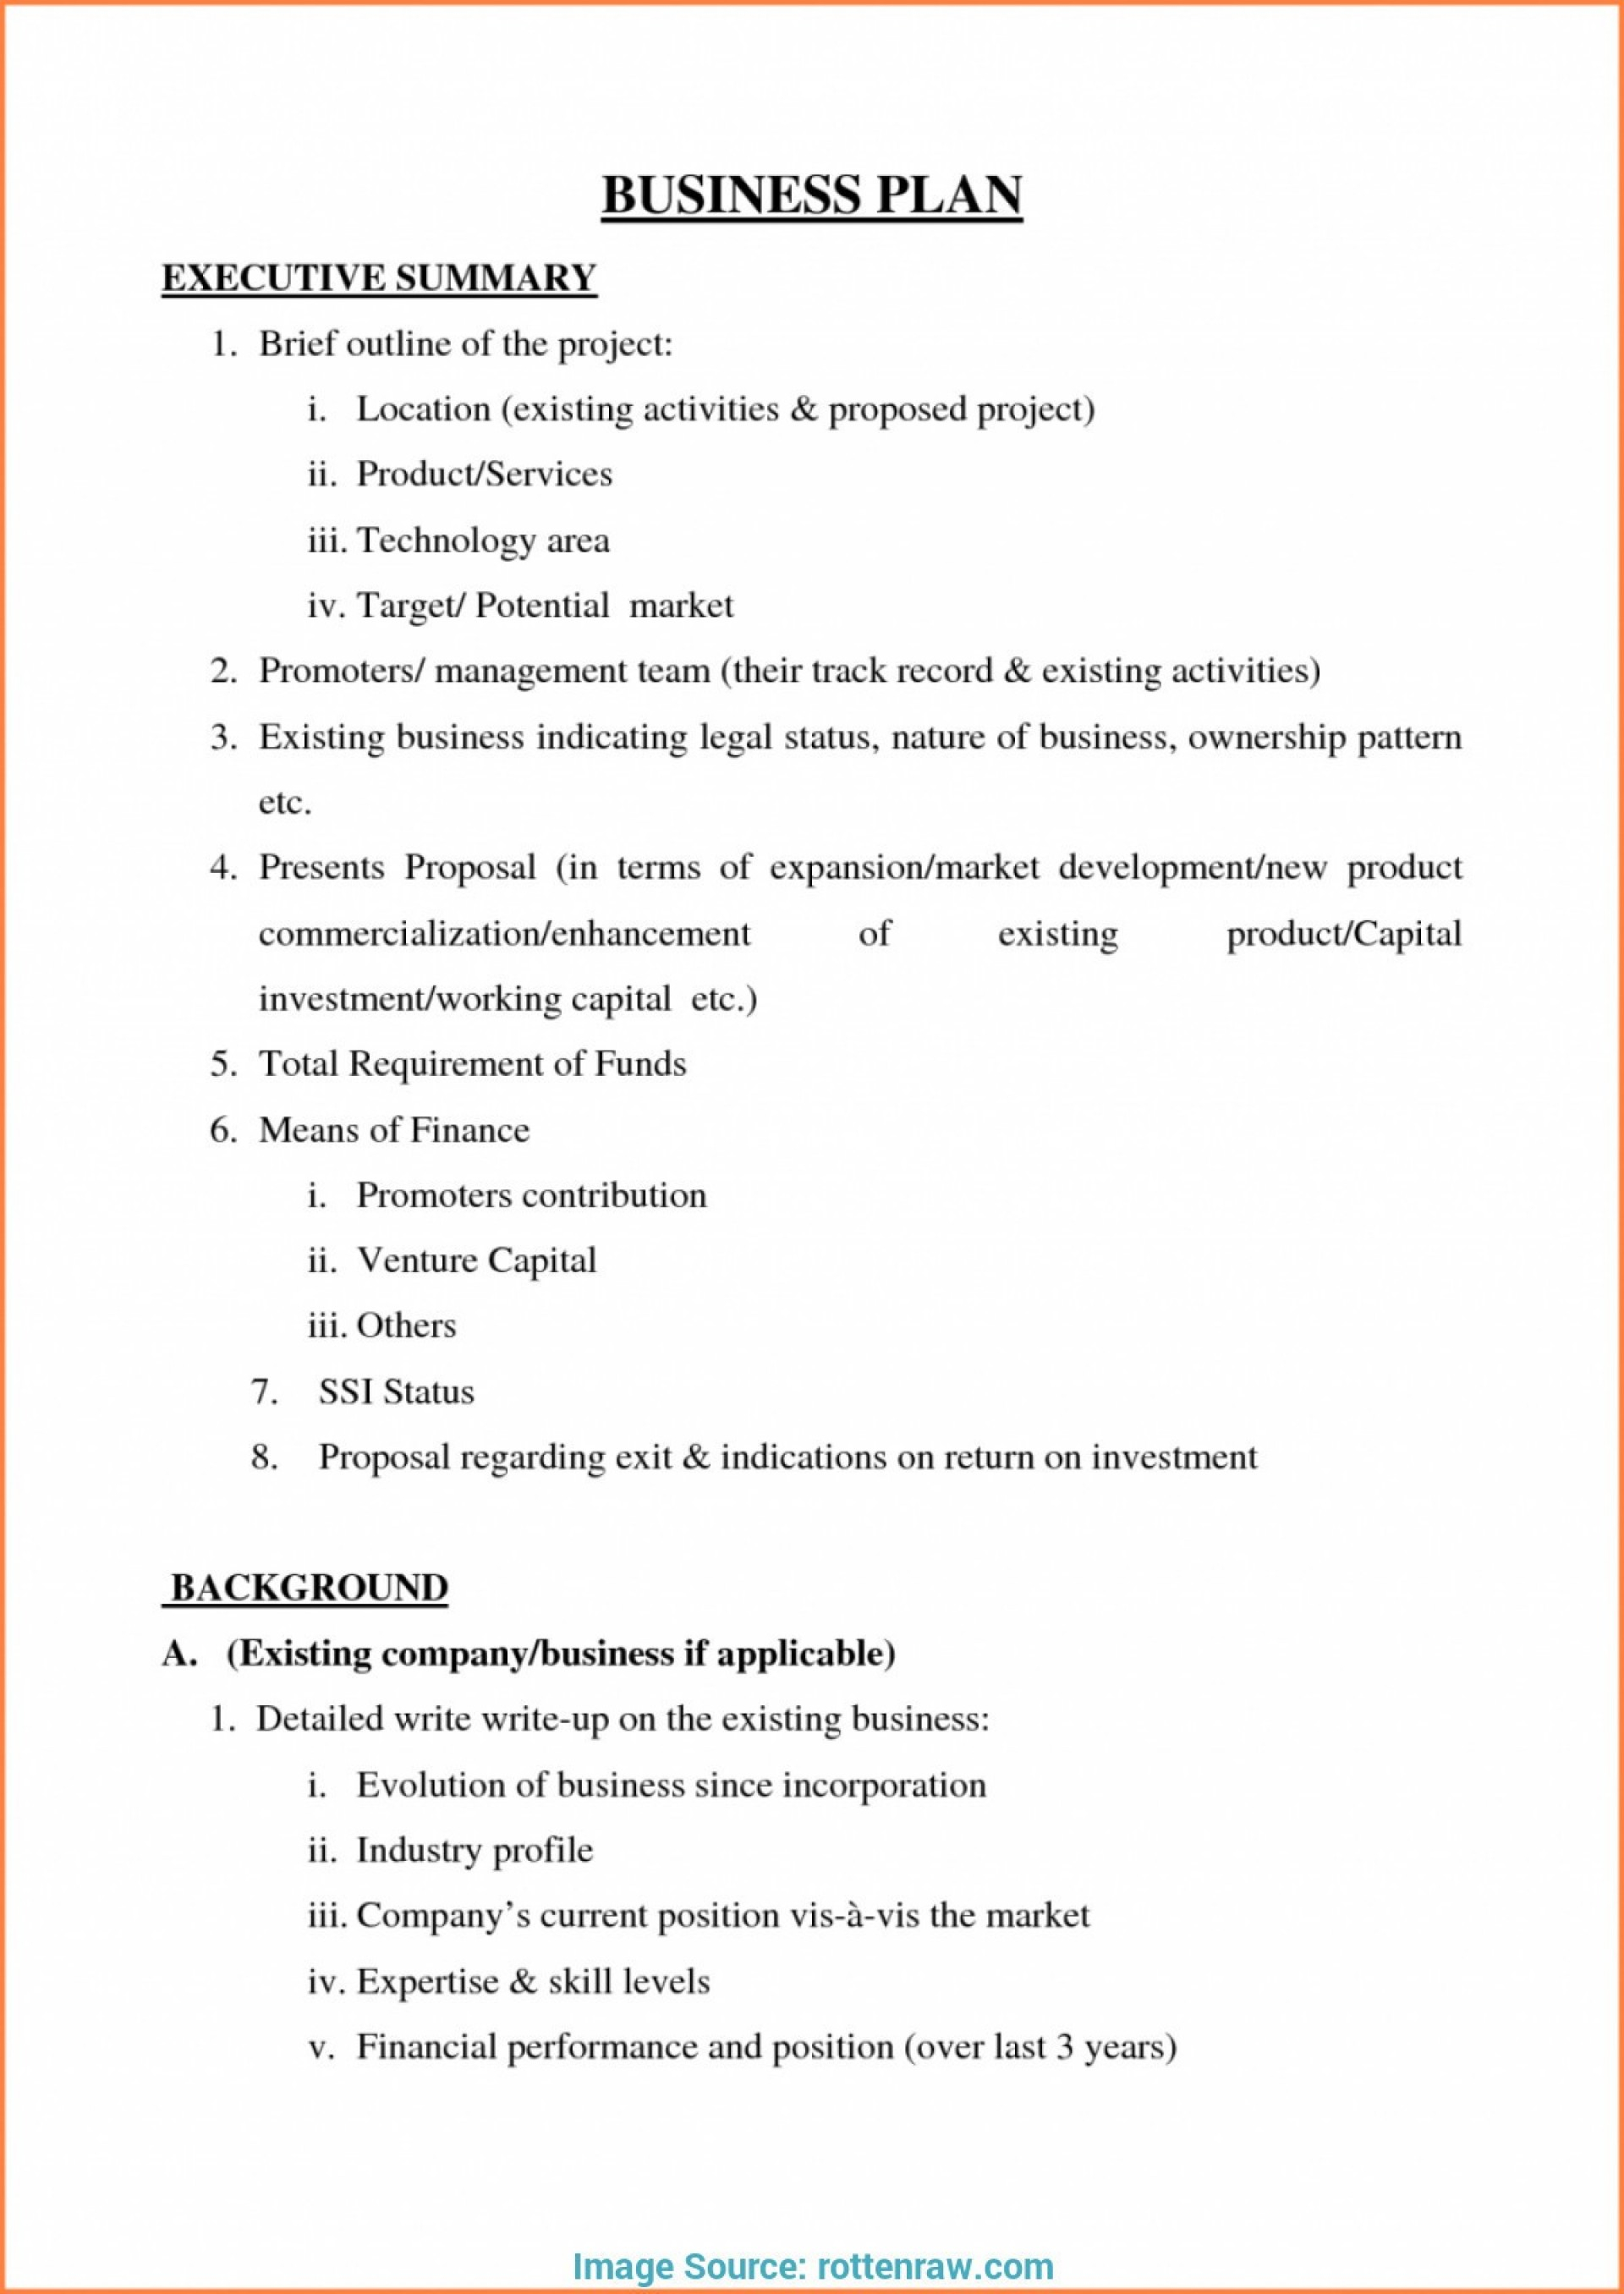 BUSINESS PLAN
EXECUTIVE SUMMARY
1. Brief outline of the project:
i. Location (existing activities & proposed project)
ii. Product/Services
iii. Technology area
iv. Target/ Potential  market
2. Promoters/ management team (their track record & existing activities)
3. Existing business indicating legal status, nature of business, ownership pattern
etc.
4. Presents Proposal (in terms of expansion/market development/new product
commercialization/enhancement of existing product/Capital
investment/working capital  etc.)
5. Total Requirement of Funds
6. Means of Finance
i. Promoters contribution
ii. Venture Capital
iii. Others
7. SSI Status
8. Proposal regarding exit & indications on return on investment
BACKGROUND
A. (Existing company/business if applicable)
1. Detailed write write-up on the existing business:
i. Evolution of business since incorporation
ii. Industry profile
iii. Company’s current position vis-à-vis the market
iv. Expertise & skill levels
v. Financial performance and position (over last 3 years)
Image Source: rottenraw.com